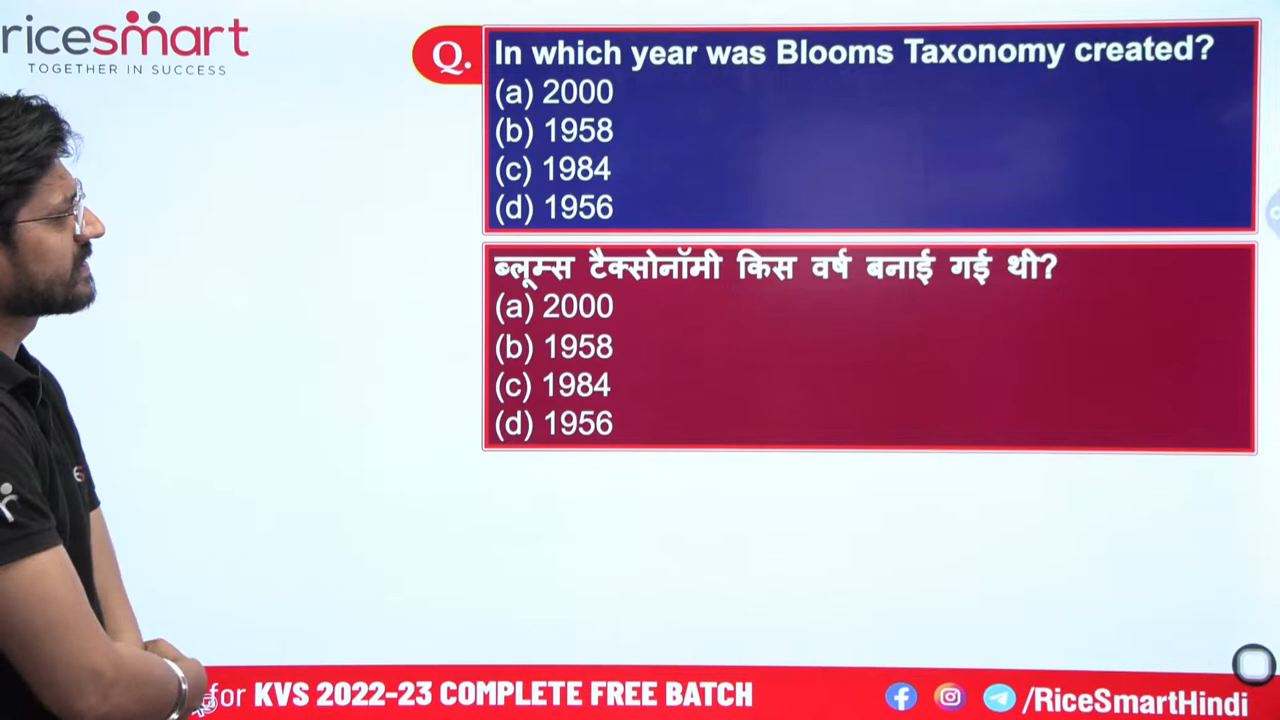 ricesmart
TOGETHER IN SUCCESS
Q.
In which year was Blooms Taxonomy created?
(a) 2000
(b) 1958
(c) 1984
(d) 1956
ब्लूम्स टैक्सोनॉमी किस वर्ष बनाई गई थी?
(a) 2000
(b) 1958
(c) 1984
(d) 1956
for KVS 2022-23 COMPLETE FREE BATCH
/RiceSmartHindi